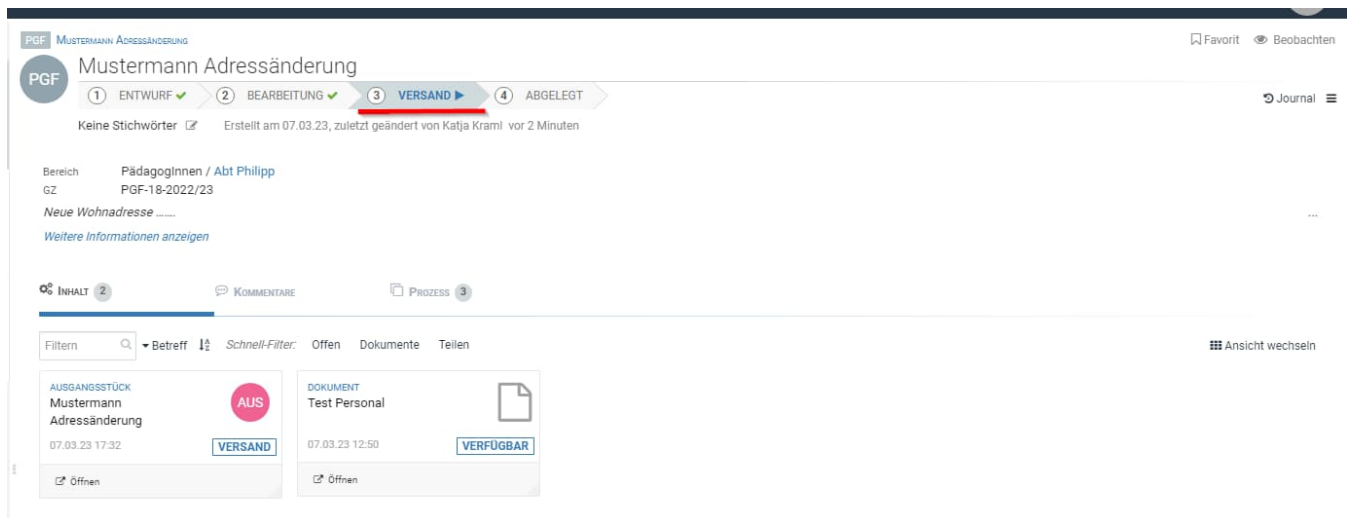 PGF MUSTERMANN ADRESSÄNDERUNG
Favorit Beobachten
PGF
Mustermann Adressänderung
1 ENTWURF 2 BEARBEITUNG 3 VERSAND 4 ABGELEGT
Journal
Keine Stichwörter Erstellt am 07.03.23, zuletzt geändert von Katja Kraml vor 2 Minuten
Bereich PädagogInnen / Abt Philipp
GZ PGF-18-2022/23
Neue Wohnadresse .......
...
Weitere Informationen anzeigen
INHALT 2 KOMMENTARE PROZESS 3
Filtern Betreff Schnell-Filter: Offen Dokumente Teilen Ansicht wechseln
AUSGANGSSTÜCK
Mustermann
Adressänderung
AUS
07.03.23 17:32 VERSAND
Öffnen
DOKUMENT
Test Personal
07.03.23 12:50 VERFÜGBAR
Öffnen